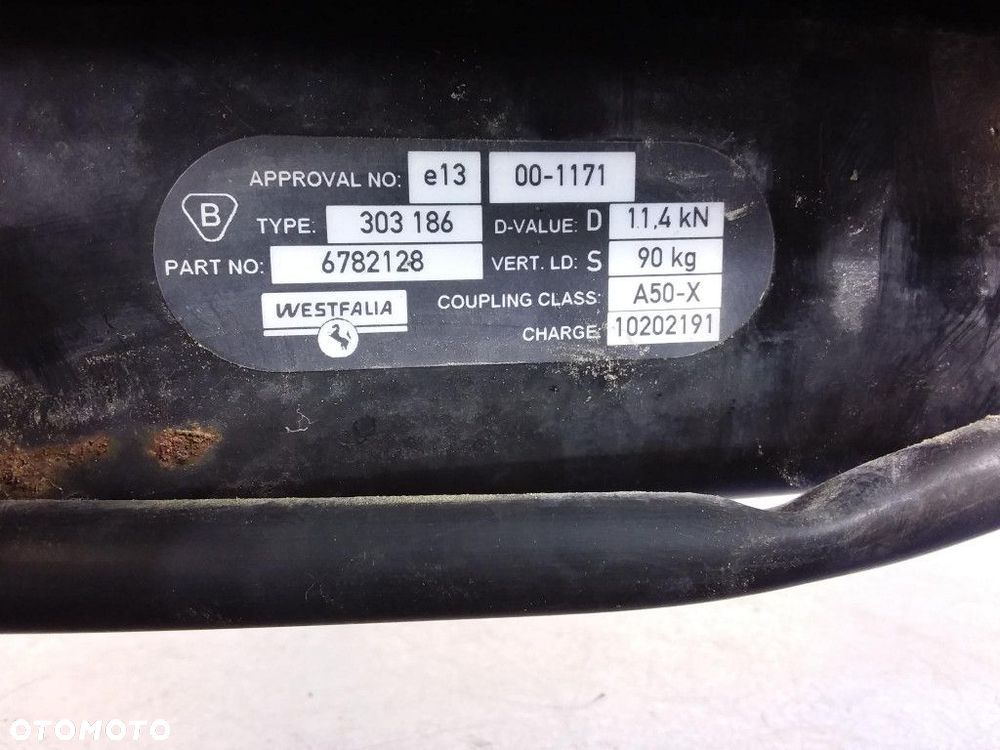 APPROVAL NO: e13 00-1171
B
TYPE: 303 186 D-VALUE: D 11,4 kN
PART NO: 6782128 VERT. LD: S 90 kg
WESTFALIA COUPLING CLASS: A50-X
CHARGE: 10202191
OTOMOTO